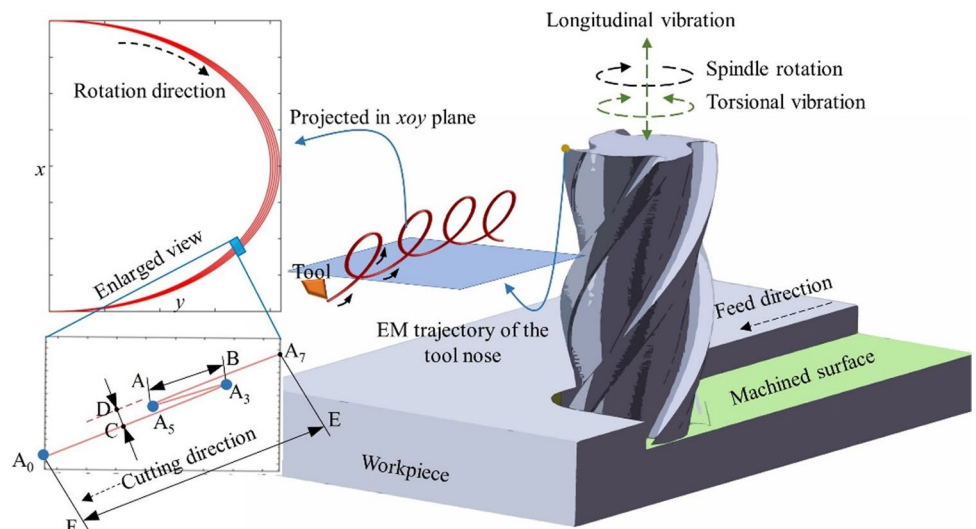 Longitudinal vibration
Spindle rotation
Torsional vibration
Rotation direction
Projected in xoy plane
x
Enlarged view
y
Tool
EM trajectory of the
tool nose
Feed direction
Machined surface
Workpiece
A₇
B
A
A₃
D
A₅
C
E
A₀
Cutting direction